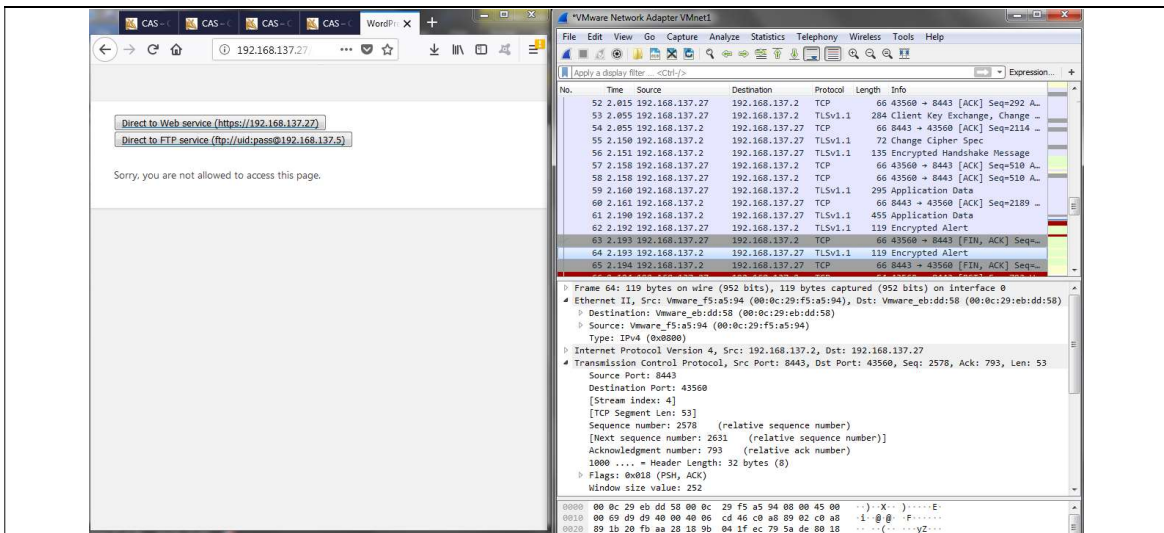 CAS – CAS – CAS – CAS – WordPr
192.168.137.27
Direct to Web service (https://192.168.137.27)
Direct to FTP service (ftp://uid:pass@192.168.137.5)
Sorry, you are not allowed to access this page.
*VMware Network Adapter VMnet1
File Edit View Go Capture Analyze Statistics Telephony Wireless Tools Help
Apply a display filter ... <Ctrl-/> Expression... +
No. Time Source Destination Protocol Length Info
52 2.015 192.168.137.27 192.168.137.2 TCP 66 43560 → 8443 [ACK] Seq=292 A…
53 2.055 192.168.137.27 192.168.137.2 TLSv1.1 284 Client Key Exchange, Change …
54 2.055 192.168.137.2 192.168.137.27 TCP 66 8443 → 43560 [ACK] Seq=2114 …
55 2.150 192.168.137.2 192.168.137.27 TLSv1.1 72 Change Cipher Spec
56 2.151 192.168.137.2 192.168.137.27 TLSv1.1 135 Encrypted Handshake Message
57 2.158 192.168.137.27 192.168.137.2 TCP 66 43560 → 8443 [ACK] Seq=510 A…
58 2.158 192.168.137.27 192.168.137.2 TCP 66 43560 → 8443 [ACK] Seq=510 A…
59 2.160 192.168.137.27 192.168.137.2 TLSv1.1 295 Application Data
60 2.161 192.168.137.2 192.168.137.27 TCP 66 8443 → 43560 [ACK] Seq=2189 …
61 2.190 192.168.137.2 192.168.137.27 TLSv1.1 455 Application Data
62 2.192 192.168.137.27 192.168.137.2 TLSv1.1 119 Encrypted Alert
63 2.193 192.168.137.27 192.168.137.2 TCP 66 43560 → 8443 [FIN, ACK] Seq=…
64 2.193 192.168.137.2 192.168.137.27 TLSv1.1 119 Encrypted Alert
65 2.194 192.168.137.2 192.168.137.27 TCP 66 8443 → 43560 [FIN, ACK] Seq=…
Frame 64: 119 bytes on wire (952 bits), 119 bytes captured (952 bits) on interface 0
Ethernet II, Src: Vmware_f5:a5:94 (00:0c:29:f5:a5:94), Dst: Vmware_eb:dd:58 (00:0c:29:eb:dd:58)
Destination: Vmware_eb:dd:58 (00:0c:29:eb:dd:58)
Source: Vmware_f5:a5:94 (00:0c:29:f5:a5:94)
Type: IPv4 (0x0800)
Internet Protocol Version 4, Src: 192.168.137.2, Dst: 192.168.137.27
Transmission Control Protocol, Src Port: 8443, Dst Port: 43560, Seq: 2578, Ack: 793, Len: 53
Source Port: 8443
Destination Port: 43560
[Stream index: 4]
[TCP Segment Len: 53]
Sequence number: 2578 (relative sequence number)
[Next sequence number: 2631 (relative sequence number)]
Acknowledgment number: 793 (relative ack number)
1000 .... = Header Length: 32 bytes (8)
Flags: 0x018 (PSH, ACK)
Window size value: 252
0000 00 0c 29 eb dd 58 00 0c 29 f5 a5 94 08 00 45 00 ··)··X·· )·····E·
0010 00 69 d9 d9 40 00 40 06 cd 46 c0 a8 89 02 c0 a8 ·i··@·@· ·F······
0020 89 1b 20 fb aa 28 18 9b 04 1f ec 79 5a de 80 18 ·· ··(·· ···yZ···